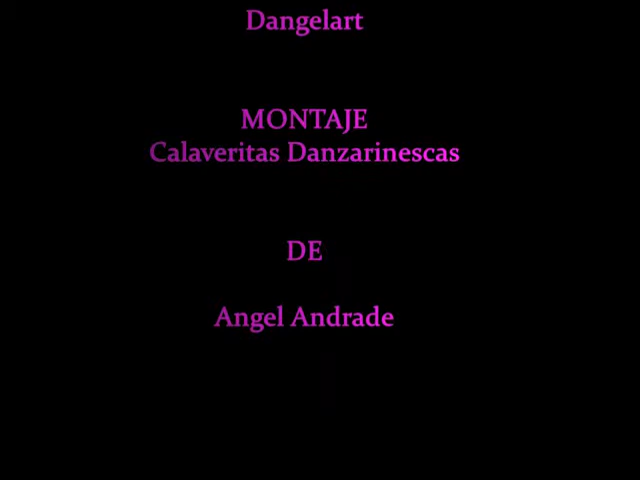 Dangelart
MONTAJE
Calaveritas Danzarinescas
DE
Angel Andrade